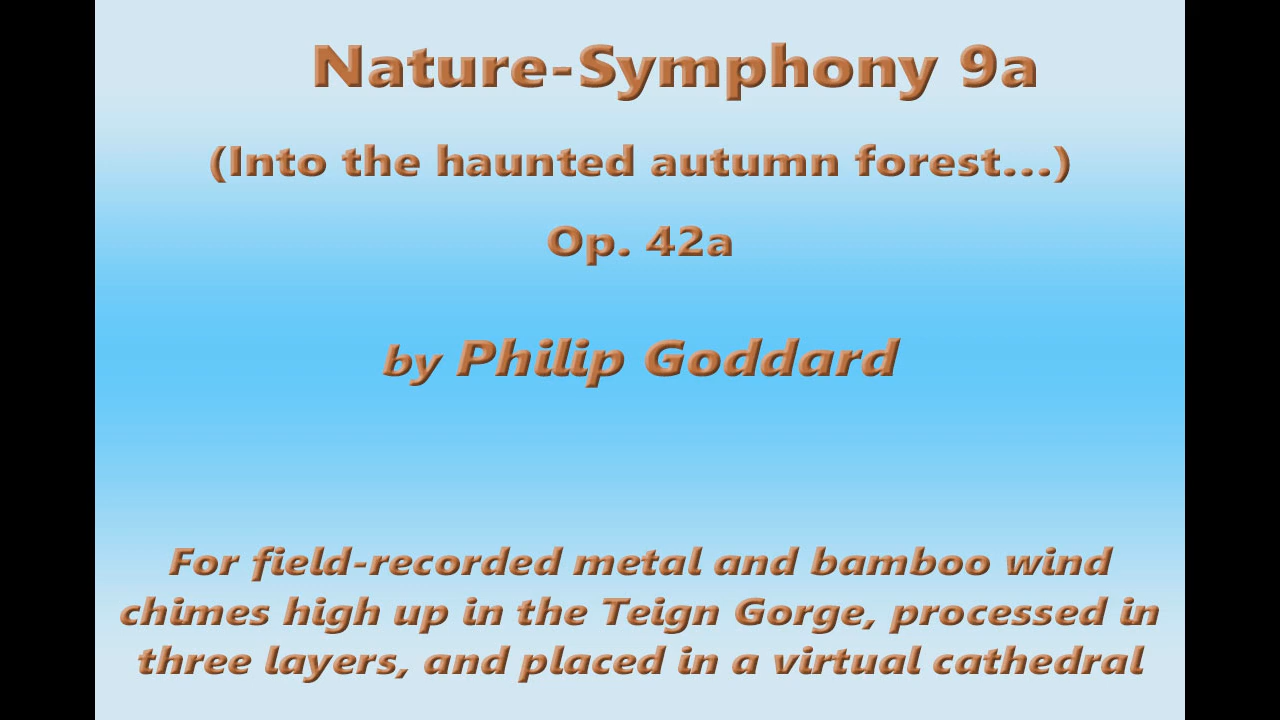 Nature-Symphony 9a
(Into the haunted autumn forest...)
Op. 42a
by Philip Goddard
For field-recorded metal and bamboo wind
chimes high up in the Teign Gorge, processed in
three layers, and placed in a virtual cathedral